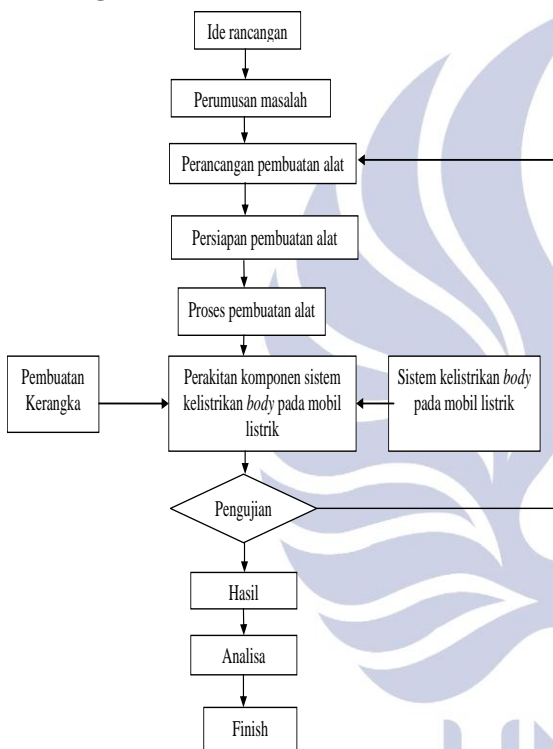 Ide rancangan
Perumusan masalah
Perancangan pembuatan alat
Persiapan pembuatan alat
Proses pembuatan alat
Pembuatan
Kerangka
Perakitan komponen sistem
kelistrikan body pada mobil
listrik
Sistem kelistrikan body
pada mobil listrik
Pengujian
Hasil
Analisa
Finish